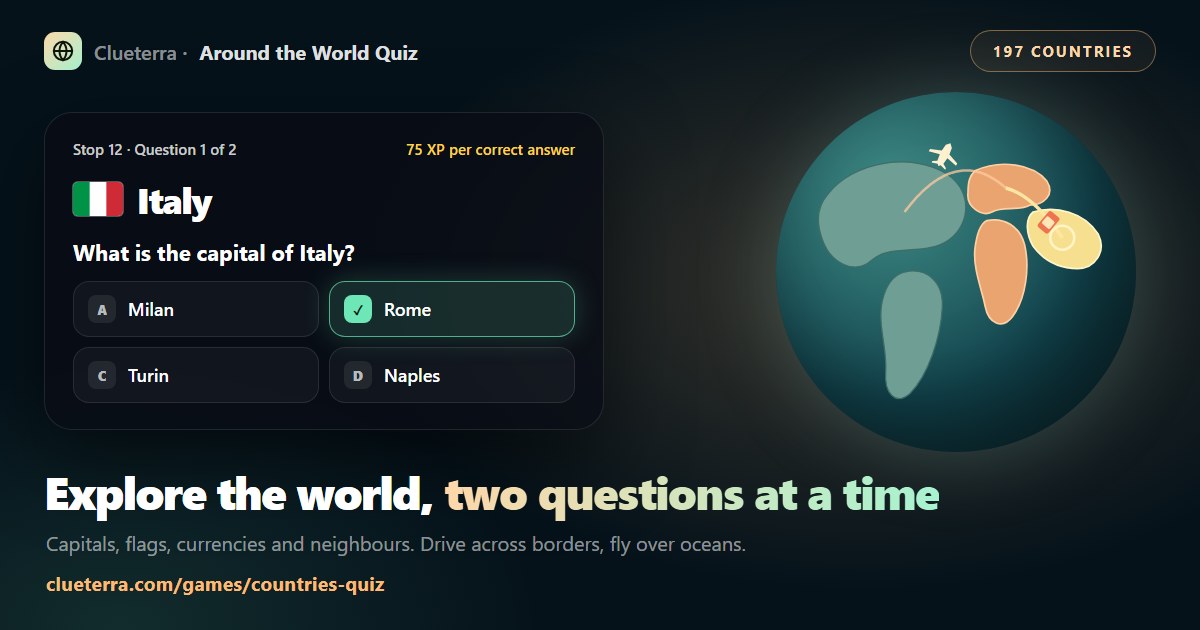 Clueterra · Around the World Quiz
197 COUNTRIES
Stop 12 · Question 1 of 2
75 XP per correct answer
Italy
What is the capital of Italy?
A Milan
✓ Rome
C Turin
D Naples
Explore the world, two questions at a time
Capitals, flags, currencies and neighbours. Drive across borders, fly over oceans.
clueterra.com/games/countries-quiz